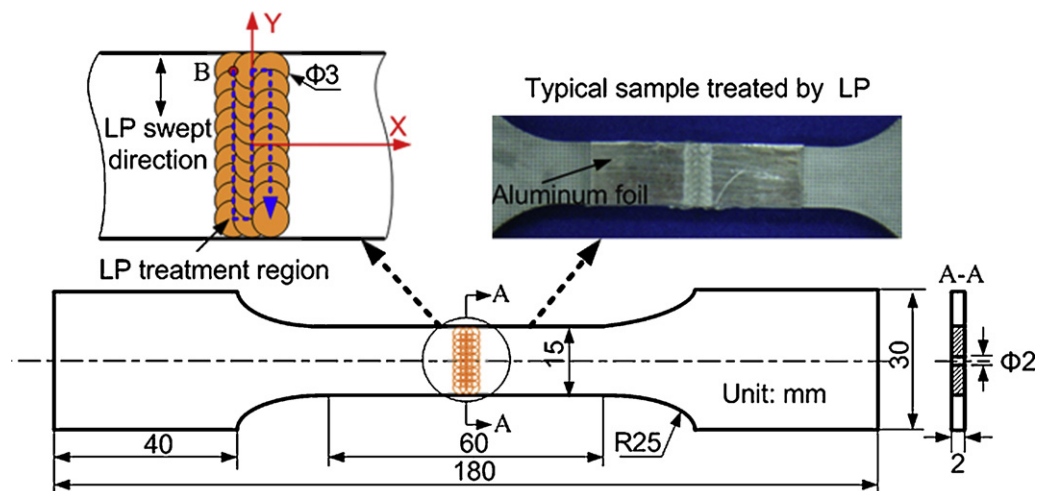 Y
B
Φ3
LP swept
direction
X
LP treatment region
Typical sample treated by LP
Aluminum foil
A
A-A
15
30
Φ2
Unit: mm
A
R25
40
60
2
180